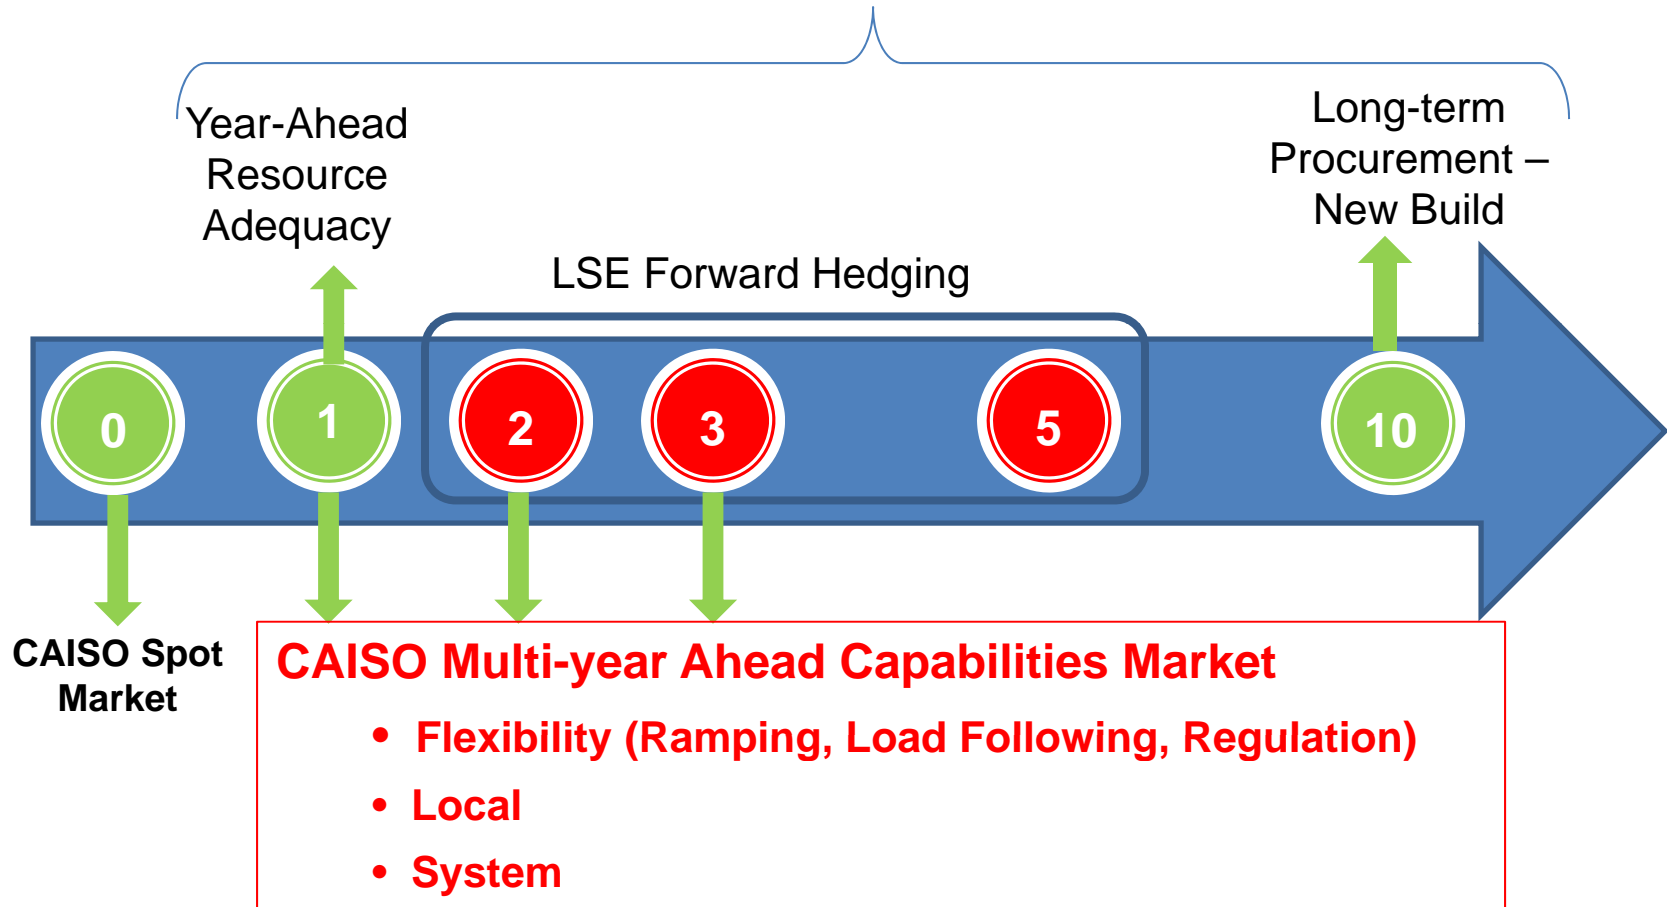 Year-Ahead
Resource
Adequacy
Long-term
Procurement –
New Build
LSE Forward Hedging
0
1
2
3
5
10
CAISO Spot
Market
CAISO Multi-year Ahead Capabilities Market
• Flexibility (Ramping, Load Following, Regulation)
• Local
• System